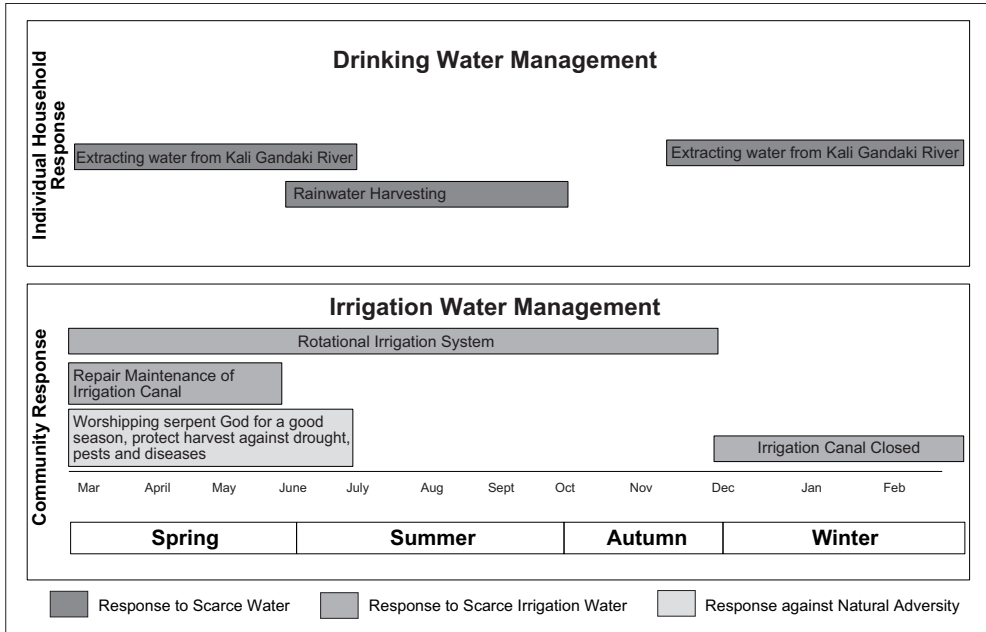 Individual Household
Response
Drinking Water Management
Extracting water from Kali Gandaki River
Extracting water from Kali Gandaki River
Rainwater Harvesting
Community Response
Irrigation Water Management
Rotational Irrigation System
Repair Maintenance of
Irrigation Canal
Worshipping serpent God for a good
season, protect harvest against drought,
pests and diseases
Irrigation Canal Closed
Mar April May June July Aug Sept Oct Nov Dec Jan Feb
Spring Summer Autumn Winter
Response to Scarce Water Response to Scarce Irrigation Water Response against Natural Adversity